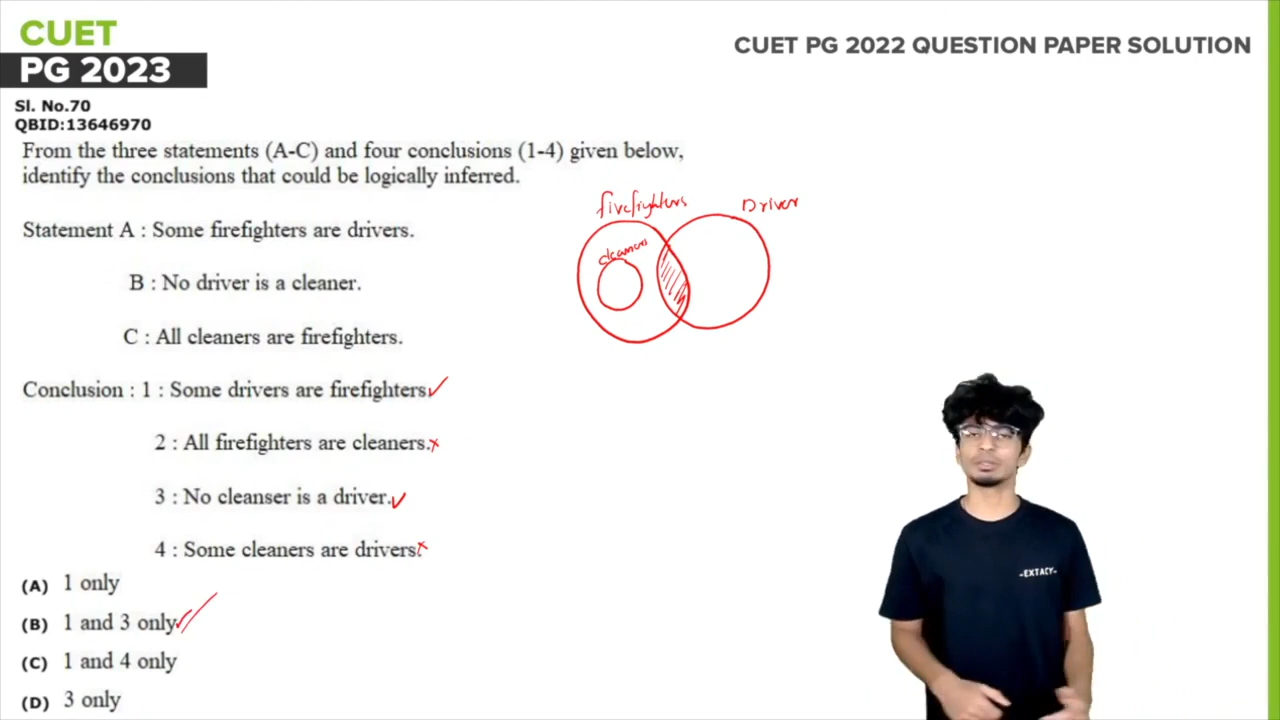 CUET
PG 2023
CUET PG 2022 QUESTION PAPER SOLUTION
Sl. No.70
QBID:13646970
From the three statements (A-C) and four conclusions (1-4) given below,
identify the conclusions that could be logically inferred.
firefighters
Driver
cleaners
Statement A : Some firefighters are drivers.
B : No driver is a cleaner.
C : All cleaners are firefighters.
Conclusion : 1 : Some drivers are firefighters
2 : All firefighters are cleaners.
3 : No cleanser is a driver.
4 : Some cleaners are drivers.
(A) 1 only
(B) 1 and 3 only
(C) 1 and 4 only
(D) 3 only
-EXTACY-